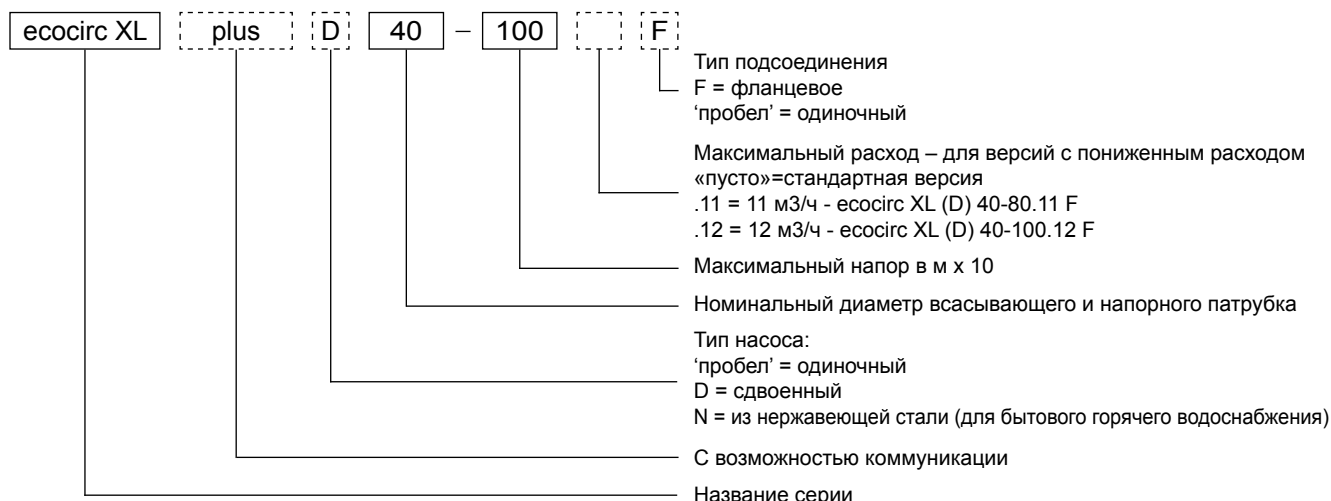 ecocirc XL plus D 40 – 100 F
Тип подсоединения
F = фланцевое
‘пробел’ = одиночный
Максимальный расход – для версий с пониженным расходом
«пусто»=стандартная версия
.11 = 11 м3/ч - ecocirc XL (D) 40-80.11 F
.12 = 12 м3/ч - ecocirc XL (D) 40-100.12 F
Максимальный напор в м x 10
Номинальный диаметр всасывающего и напорного патрубка
Тип насоса:
‘пробел’ = одиночный
D = сдвоенный
N = из нержавеющей стали (для бытового горячего водоснабжения)
С возможностью коммуникации
Название серии